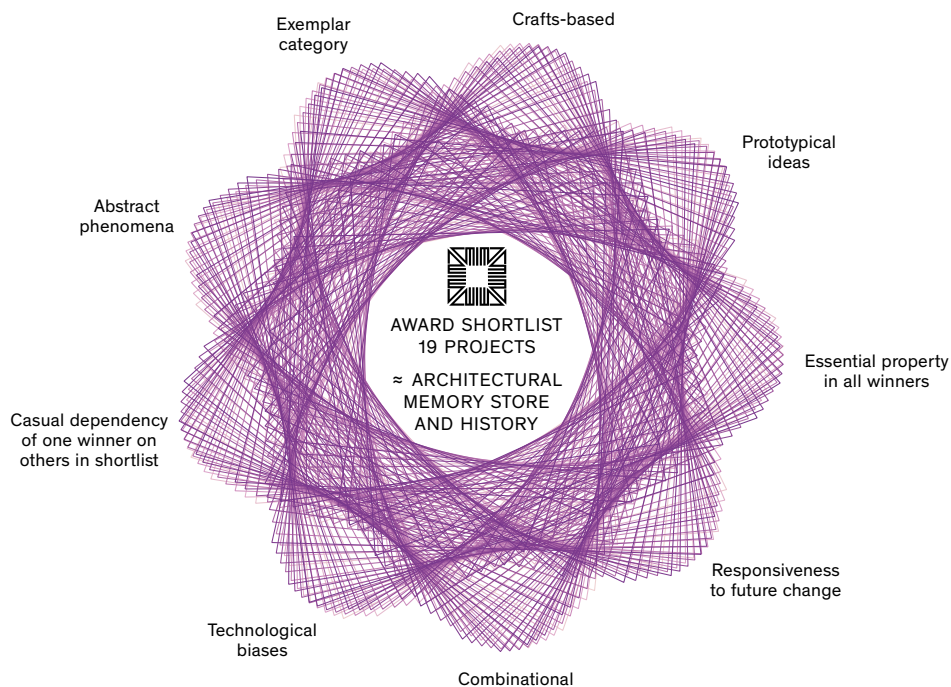 Exemplar
category
Crafts-based
Prototypical
ideas
Abstract
phenomena
AWARD SHORTLIST
19 PROJECTS
≈ ARCHITECTURAL
MEMORY STORE
AND HISTORY
Essential property
in all winners
Casual dependency
of one winner on
others in shortlist
Responsiveness
to future change
Technological
biases
Combinational